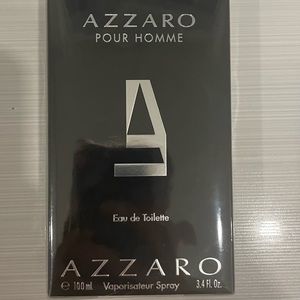 AZZARO
POUR HOMME
Eau de Toilette
AZZARO
e 100 ml Vaporisateur Spray 3.4 Fl. Oz.